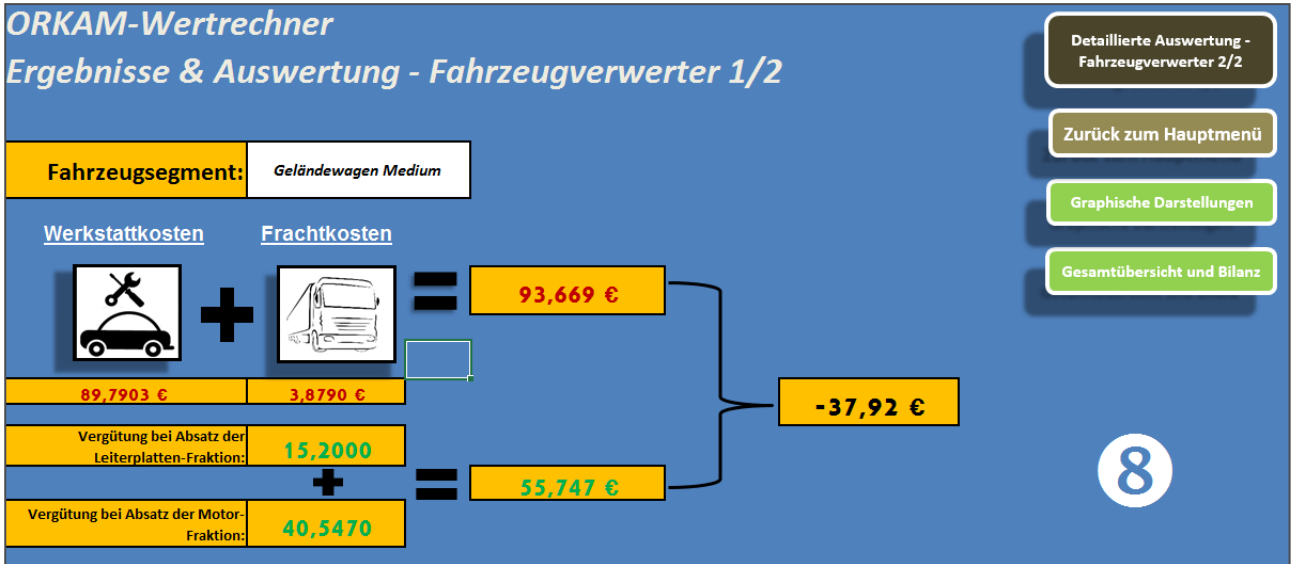 ORKAM-Wertrechner
Ergebnisse & Auswertung - Fahrzeugverwerter 1/2
Detaillierte Auswertung -
Fahrzeugverwerter 2/2
Zurück zum Hauptmenü
Graphische Darstellungen
Gesamtübersicht und Bilanz
Fahrzeugsegment:
Geländewagen Medium
Werkstattkosten
Frachtkosten
93,669 €
89,7903 €
3,8790 €
-37,92 €
Vergütung bei Absatz der
Leiterplatten-Fraktion:
15,2000
55,747 €
Vergütung bei Absatz der Motor-
Fraktion:
40,5470
8